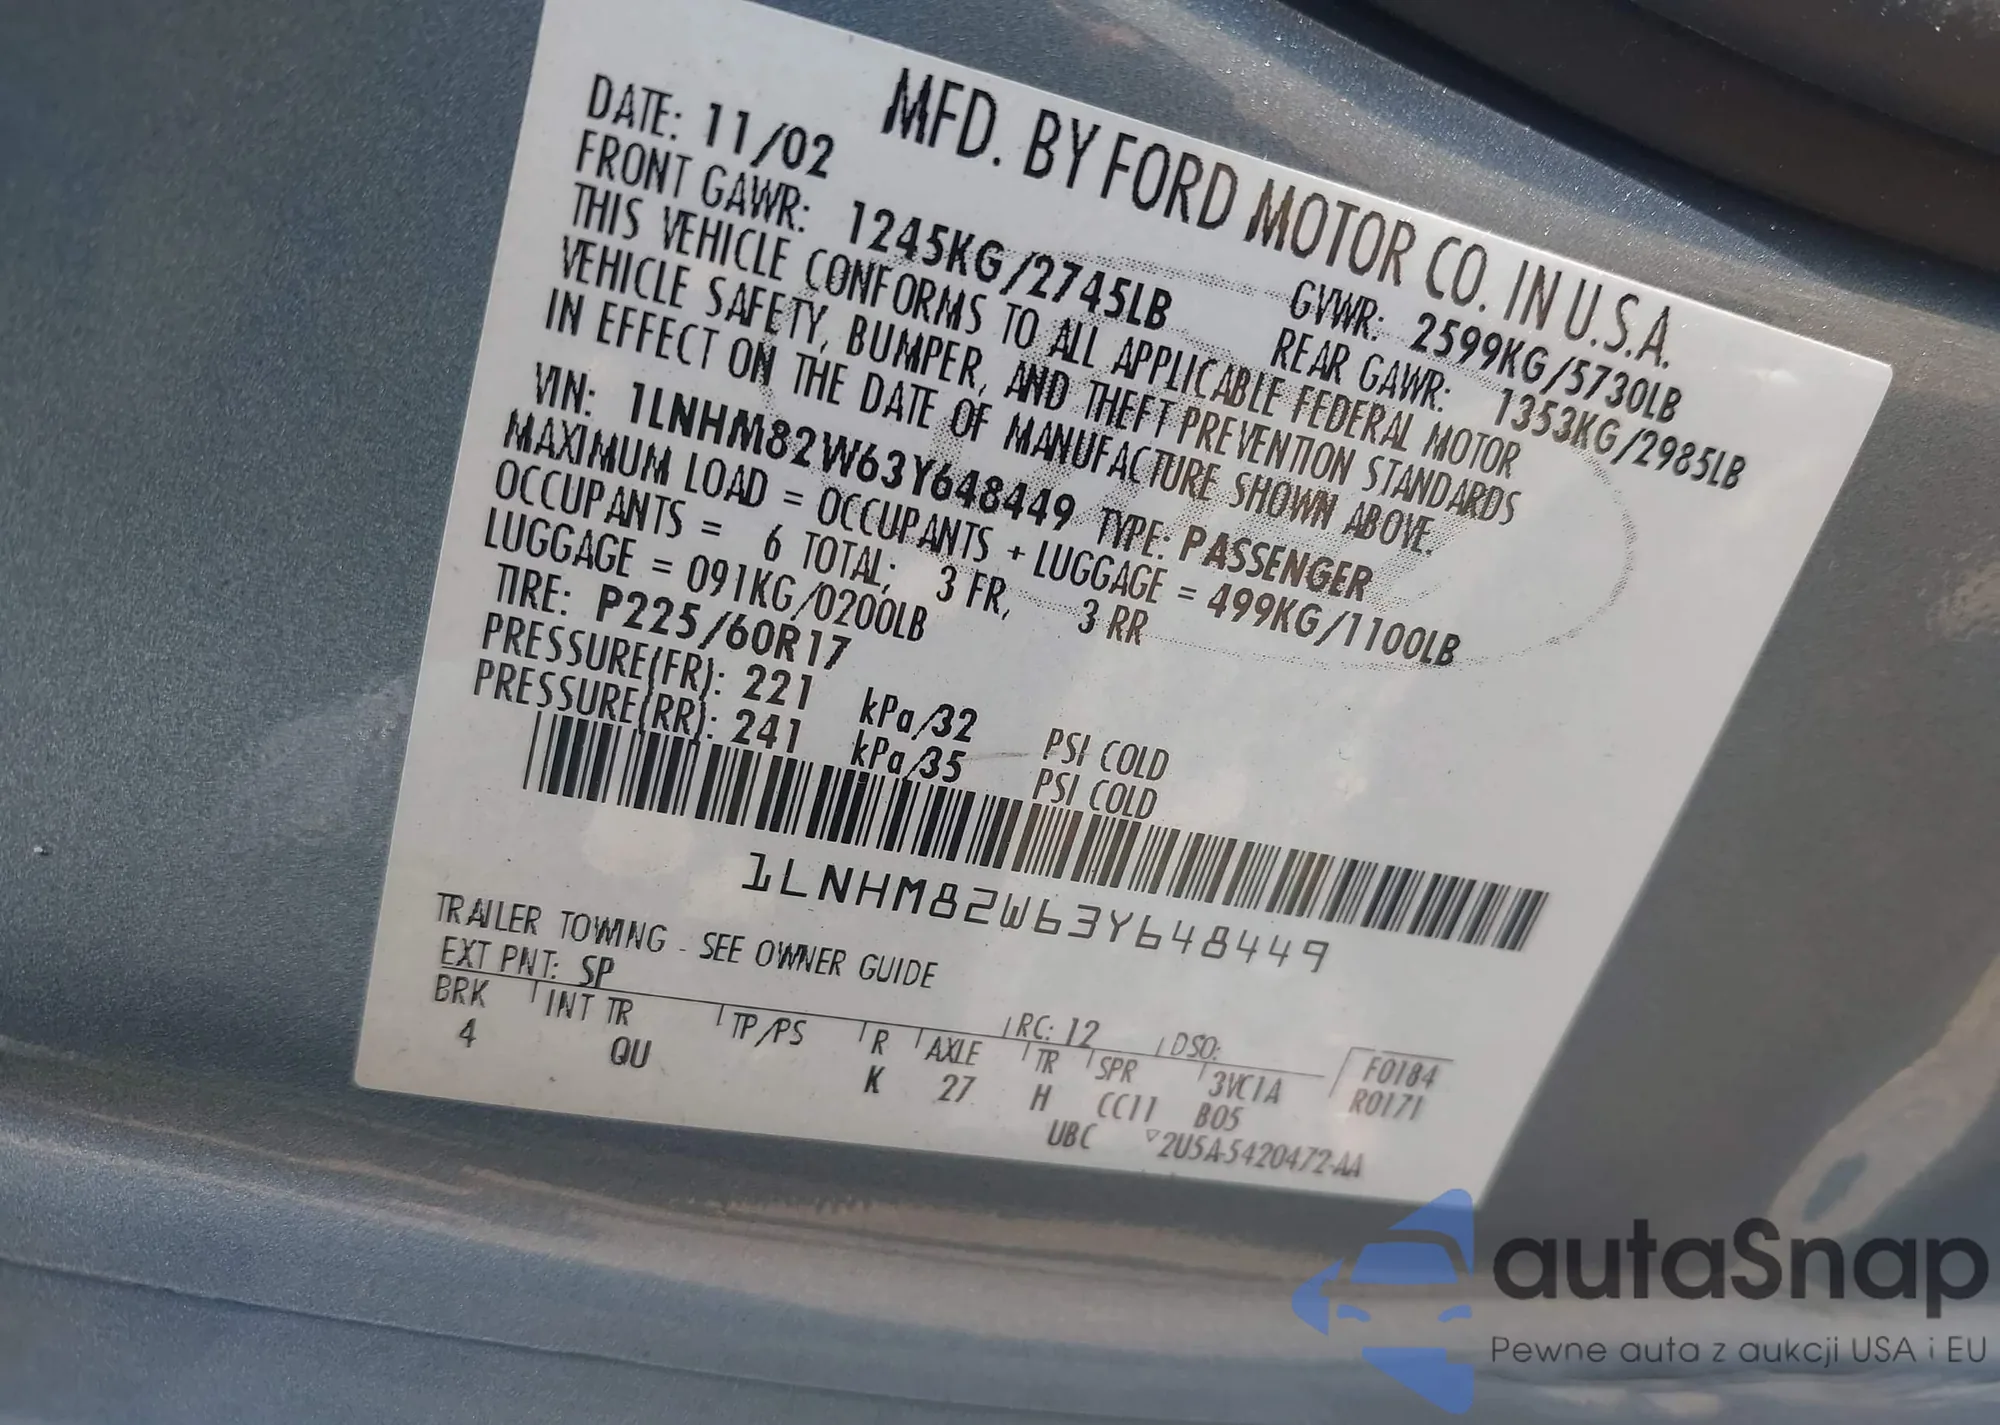 MFD. BY FORD MOTOR CO. IN U.S.A.
DATE: 11/02 GVWR: 2599KG/5730LB
FRONT GAWR: 1245KG/2745LB REAR GAWR: 1353KG/2985LB
THIS VEHICLE CONFORMS TO ALL APPLICABLE FEDERAL MOTOR
VEHICLE SAFETY, BUMPER, AND THEFT PREVENTION STANDARDS
IN EFFECT ON THE DATE OF MANUFACTURE SHOWN ABOVE.
VIN: 1LNHM82W63Y648449 TYPE: PASSENGER
MAXIMUM LOAD = OCCUPANTS + LUGGAGE = 499KG/1100LB
OCCUPANTS = 6 TOTAL; 3 FR, 3 RR
LUGGAGE = 091KG/0200LB
TIRE: P225/60R17
PRESSURE(FR): 221 kPa/32 PSI COLD
PRESSURE(RR): 241 kPa/35 PSI COLD
1LNHM82W63Y648449
TRAILER TOWING - SEE OWNER GUIDE
EXT PNT: SP RC: 12 DSO: F0184
BRK INT TR TP/PS R AXLE TR SPR 3VC1A R0171
4 QU K 27 H CC11 B05
UBC ▽2U5A-5420472-AA
autaSnap
Pewne auta z aukcji USA i EU